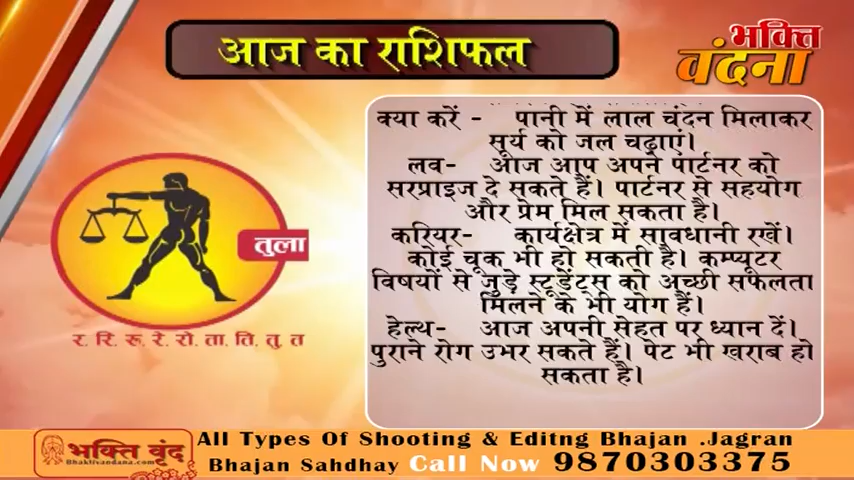 आज का राशिफल
भक्ति
वंदना
क्या करें - पानी में लाल चंदन मिलाकर
सूर्य को जल चढ़ाएं।
लव- आज आप अपने पार्टनर को
सरप्राइज दे सकते हैं। पार्टनर से सहयोग
और प्रेम मिल सकता है।
करियर- कार्यक्षेत्र में सावधानी रखें।
कोई चूक भी हो सकती है। कम्प्यूटर
विषयों से जुड़े स्टूडेंट्स को अच्छी सफलता
मिलने के भी योग हैं।
हेल्थ- आज अपनी सेहत पर ध्यान दें।
पुराने रोग उभर सकते हैं। पेट भी खराब हो
सकता है।
तुला
र. रि. रू. रे. रो. ता. ति. तु. त
भक्ति वृंद
Bhaktivandana.com
All Types Of Shooting & Editng Bhajan .Jagran
Bhajan Sahdhay Call Now 9870303375